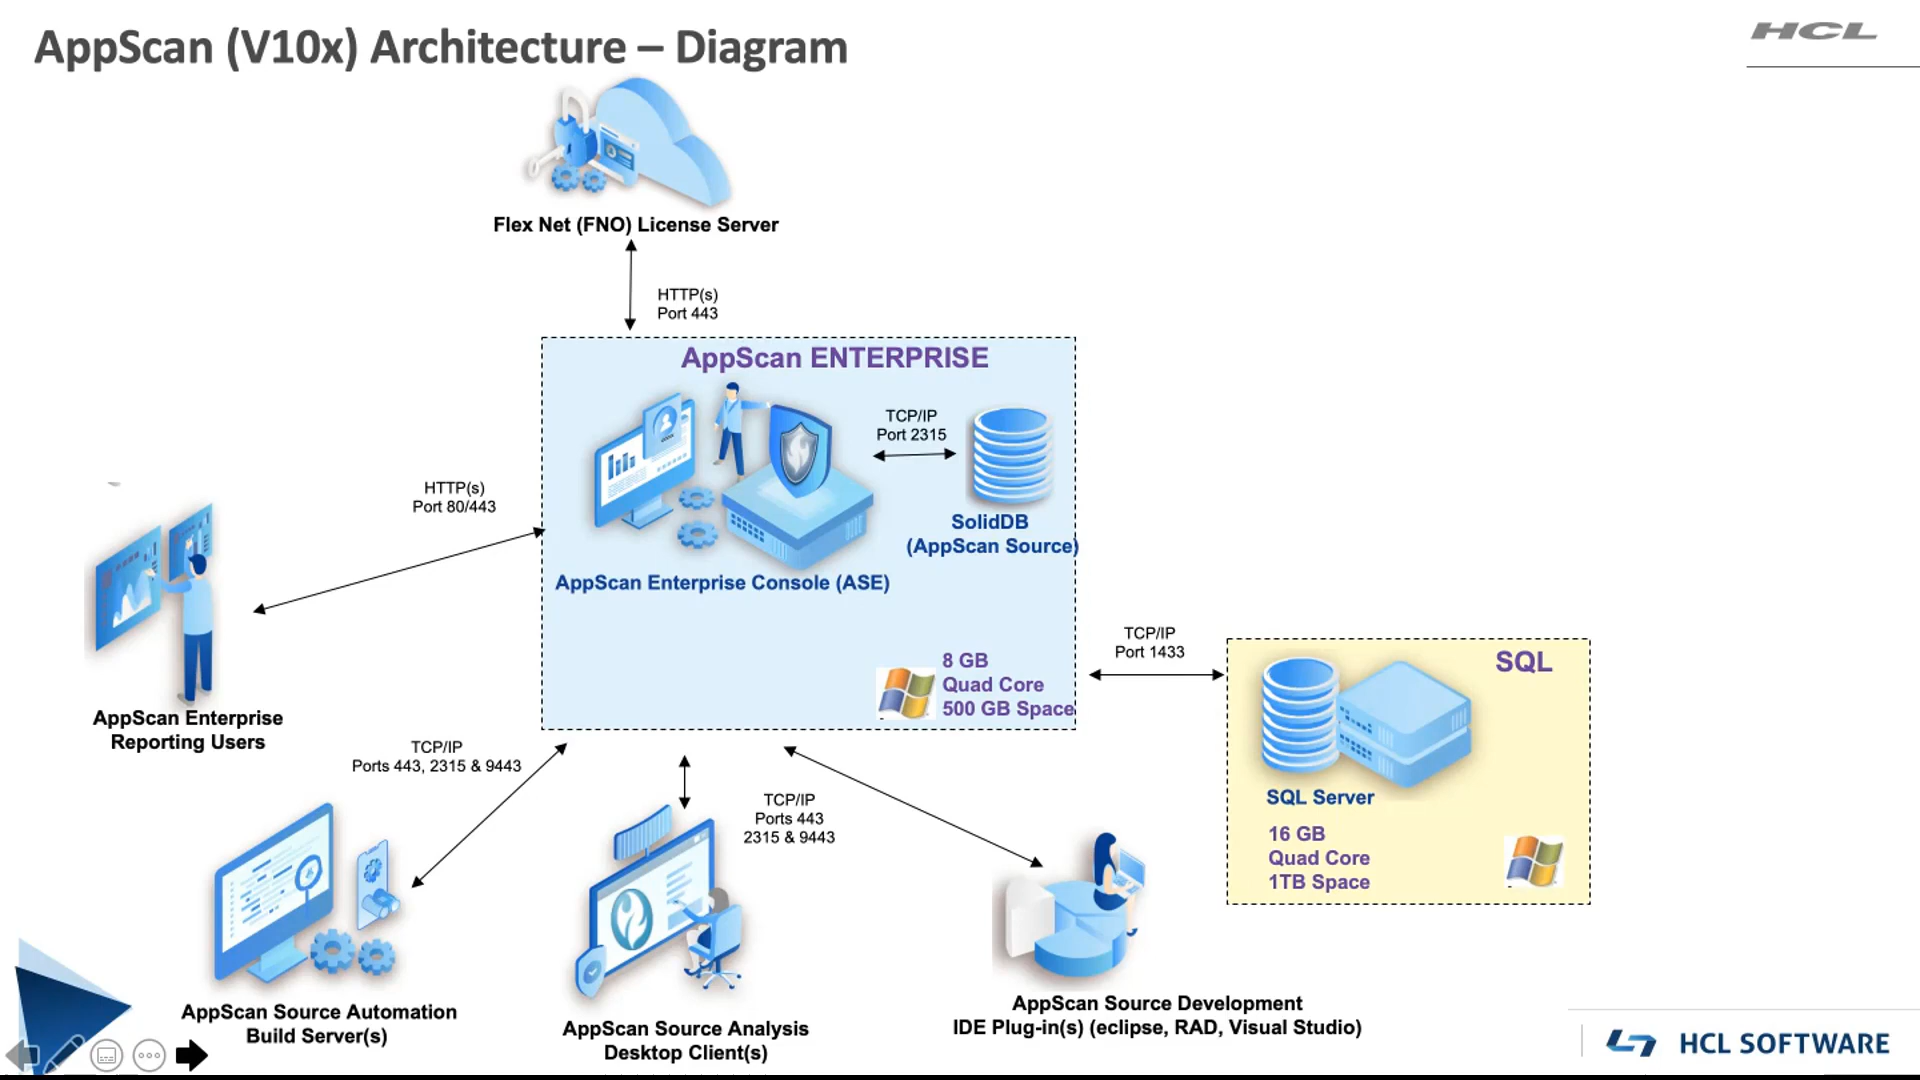 AppScan (V10x) Architecture – Diagram
HCL
Flex Net (FNO) License Server
HTTP(s)
Port 443
AppScan ENTERPRISE
TCP/IP
Port 2315
SolidDB
(AppScan Source)
AppScan Enterprise Console (ASE)
8 GB
Quad Core
500 GB Space
HTTP(s)
Port 80/443
AppScan Enterprise
Reporting Users
TCP/IP
Port 1433
SQL
SQL Server
16 GB
Quad Core
1TB Space
TCP/IP
Ports 443, 2315 & 9443
TCP/IP
Ports 443
2315 & 9443
AppScan Source Automation
Build Server(s)
AppScan Source Analysis
Desktop Client(s)
AppScan Source Development
IDE Plug-in(s) (eclipse, RAD, Visual Studio)
HCL SOFTWARE